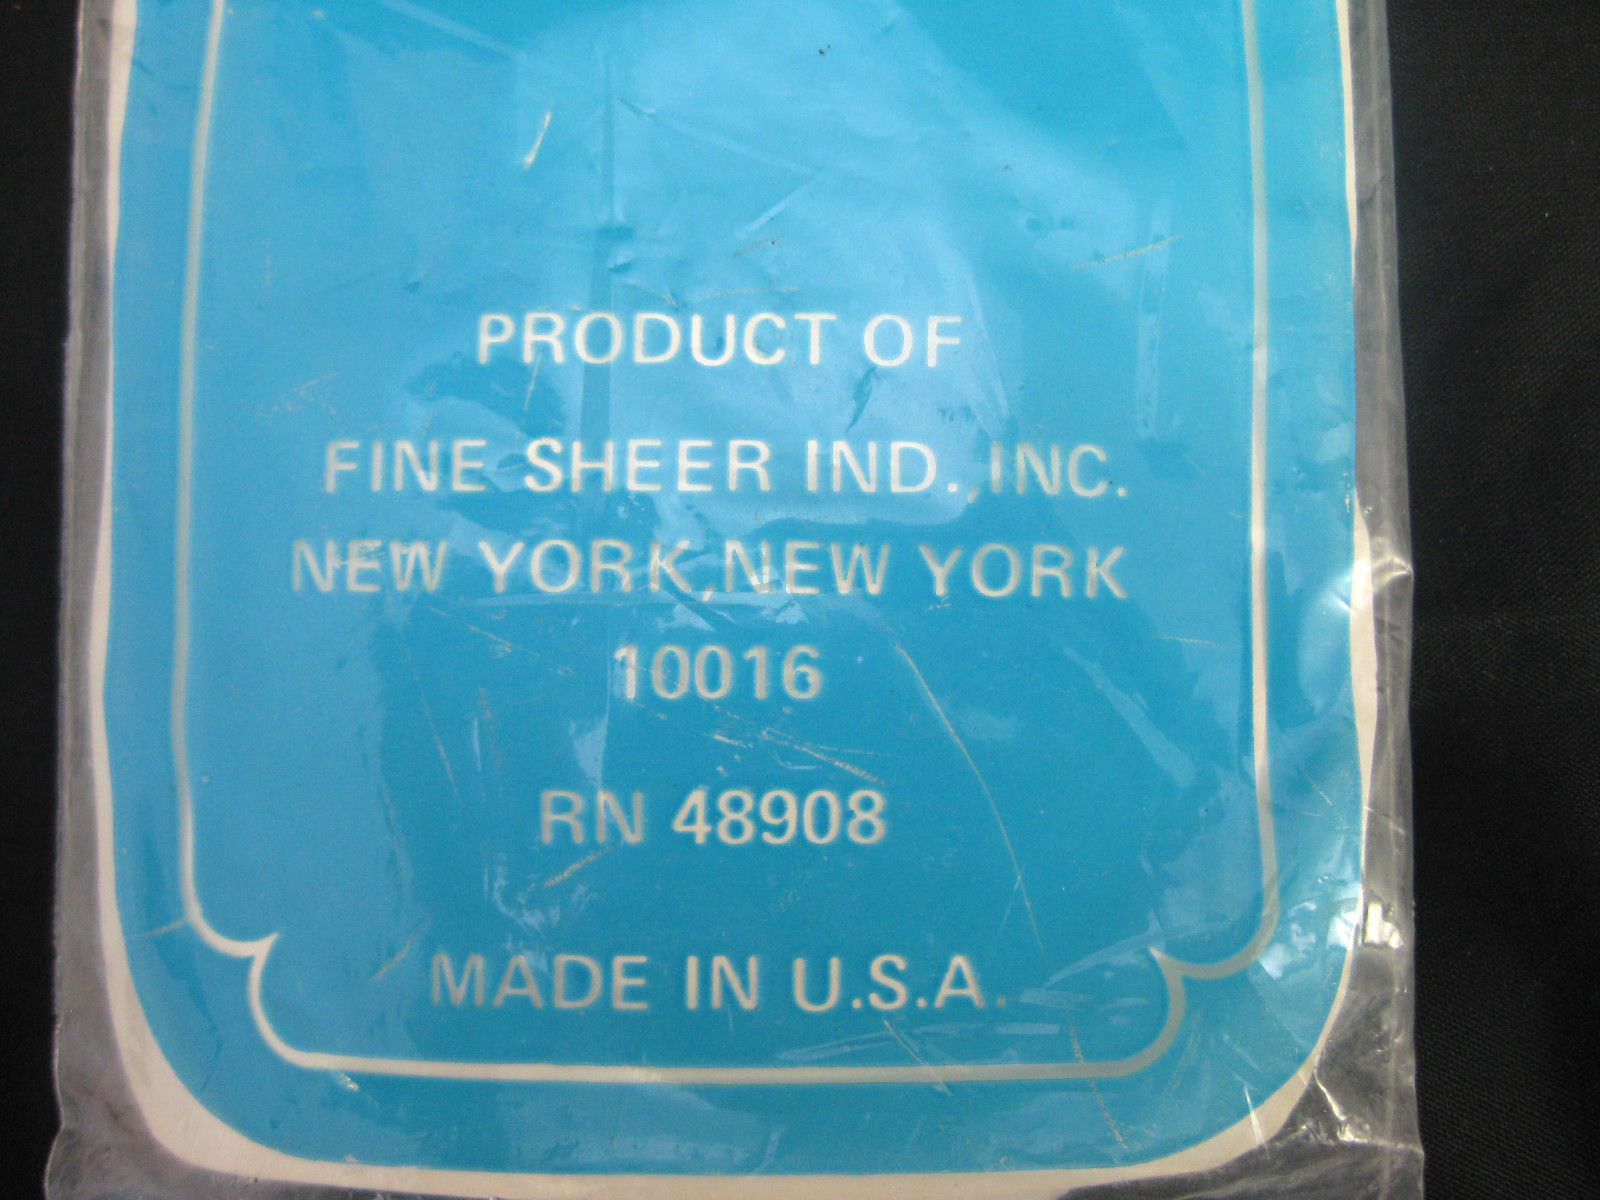 PRODUCT OF
FINE SHEER IND., INC.
NEW YORK, NEW YORK
10016
RN 48908
MADE IN U.S.A.